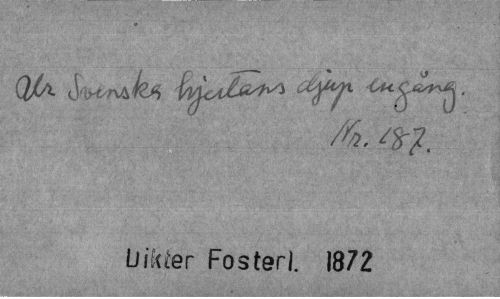 Ur Svenska hjertans djup engång.
Nr. 187.
Dikter Fosterl. 1872